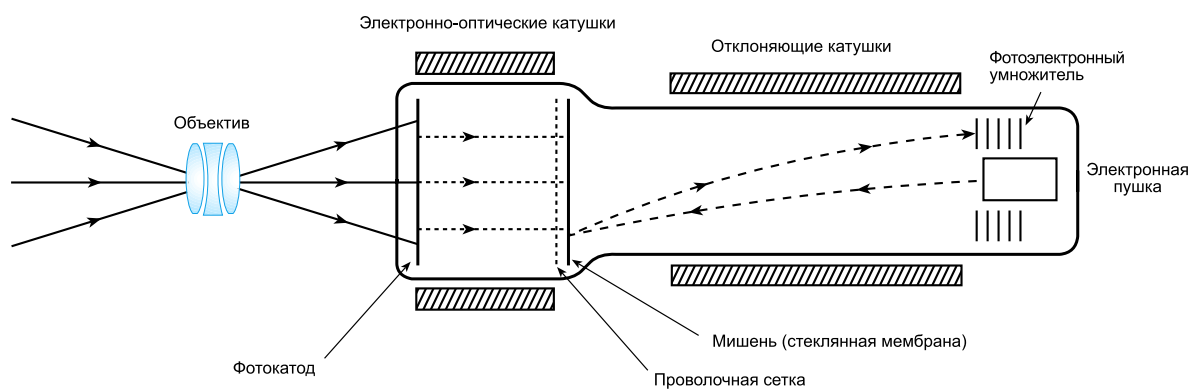 Электронно-оптические катушки
Отклоняющие катушки
Фотоэлектронный
умножитель
Объектив
Электронная
пушка
Мишень (стеклянная мембрана)
Фотокатод
Проволочная сетка